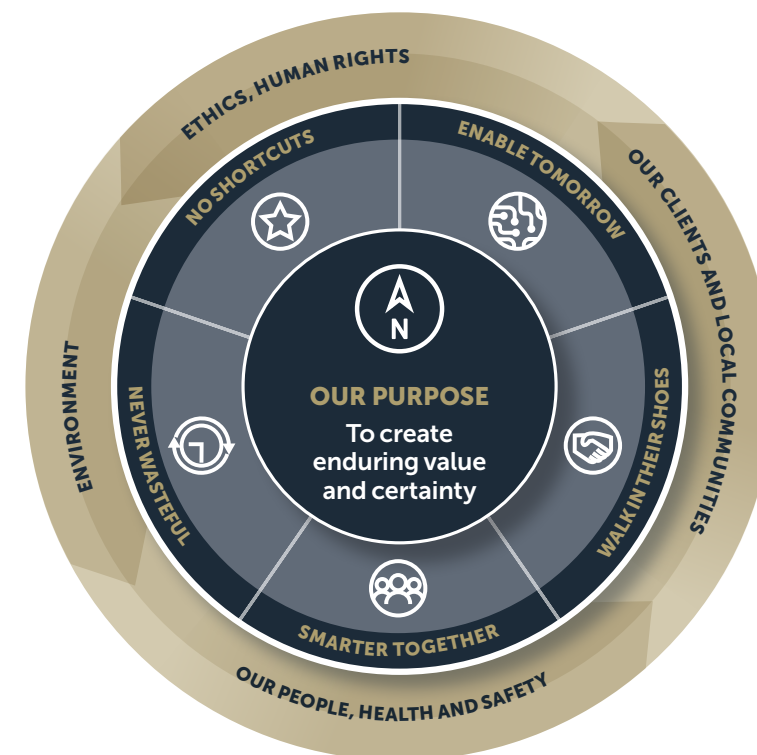 ETHICS, HUMAN RIGHTS
OUR CLIENTS AND LOCAL COMMUNITIES
OUR PEOPLE, HEALTH AND SAFETY
ENVIRONMENT
NO SHORTCUTS
ENABLE TOMORROW
WALK IN THEIR SHOES
SMARTER TOGETHER
NEVER WASTEFUL
N
OUR PURPOSE
To create
enduring value
and certainty